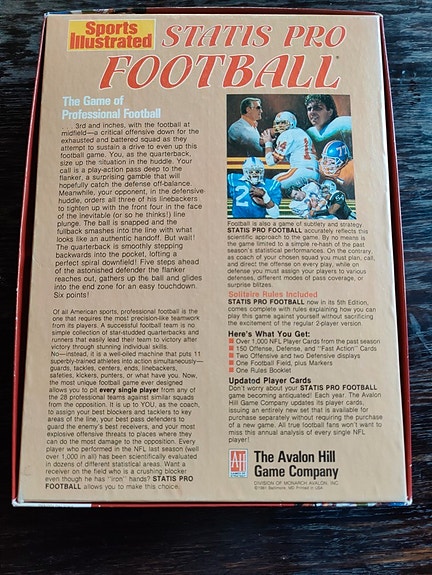 Sports
Illustrated
STATIS PRO
FOOTBALL®
The Game of
Professional Football
3rd and inches, with the football at
midfield—a critical offensive down for the
exhausted and battered squad as they
attempt to sustain a drive to even up this
football game. You, as the quarterback,
size up the situation in the huddle. Your
call is a play-action pass deep to the
flanker, a surprising gamble that will
hopefully catch the defense off-balance.
Meanwhile, your opponent, in the defensive
huddle, orders all three of his linebackers
to tighten up with the front four in the face
of the inevitable (or so he thinks!) line
plunge. The ball is snapped and the
fullback smashes into the line with what
looks like an authentic handoff. But wait!
The quarterback is smoothly stepping
backwards into the pocket, lofting a
perfect spiral downfield! Five steps ahead
of the astonished defender the flanker
reaches out, gathers up the ball and glides
into the end zone for an easy touchdown.
Six points!
Of all American sports, professional football is the
one that requires the most precision-like teamwork
from its players. A successful football team is no
simple collection of star-studded quarterbacks and
runners that easily lead their team to victory after
victory through stunning individual skills.
No—instead, it is a well-oiled machine that puts 11
superbly-trained athletes into action simultaneously—
guards, tackles, centers, ends, linebackers,
safeties, kickers, punters, or what have you. Now,
the most unique football game ever designed
allows you to pit every single player from any of
the 28 professional teams against similar squads
from the opposition. It is up to YOU, as the coach,
to assign your best blockers and tacklers to key
areas of the line, your best pass defenders to
guard the enemy's best receivers, and your most
explosive offensive threats to places where they
can do the most damage to the opposition. Every
player who performed in the NFL last season (well
over 1,000 in all) has been scientifically evaluated
in dozens of different statistical areas. Want a
receiver on the field who is a crushing blocker
even though he has "iron" hands? STATIS PRO
FOOTBALL allows you to make this choice.
Football is also a game of subtlety and strategy.
STATIS PRO FOOTBALL accurately reflects this
scientific approach to the game. By no means is
the game limited to a simple re-hash of the past
season's statistical performances. On the contrary,
as coach of your chosen squad you must plan, call,
and direct the offense on every play, while on
defense you must assign your players to various
defenses, different modes of pass coverage, or
surprise blitzes.
Solitaire Rules Included
STATIS PRO FOOTBALL now in its 5th Edition,
comes complete with rules explaining how you can
play this game against yourself without sacrificing
the excitement of the regular 2-player version
Here's What You Get:
Over 1,000 NFL Player Cards from the past season
150 Offense, Defense, and "Fast Action" Cards
Two Offensive and two Defensive displays
One Football Field, plus Markers
One Rules Booklet
Updated Player Cards
Don't worry about your STATIS PRO FOOTBALL
game becoming antiquated! Each year, The Avalon
Hill Game Company updates its player cards,
issuing an entirely new set that is available for
purchase separately without requiring the purchase
of a new game. All true football fans won't want to
miss this annual analysis of every single NFL
player!
AH
The Avalon Hill
Game Company
DIVISION OF MONARCH AVALON, INC.
©1981 Baltimore, MD. Printed in USA